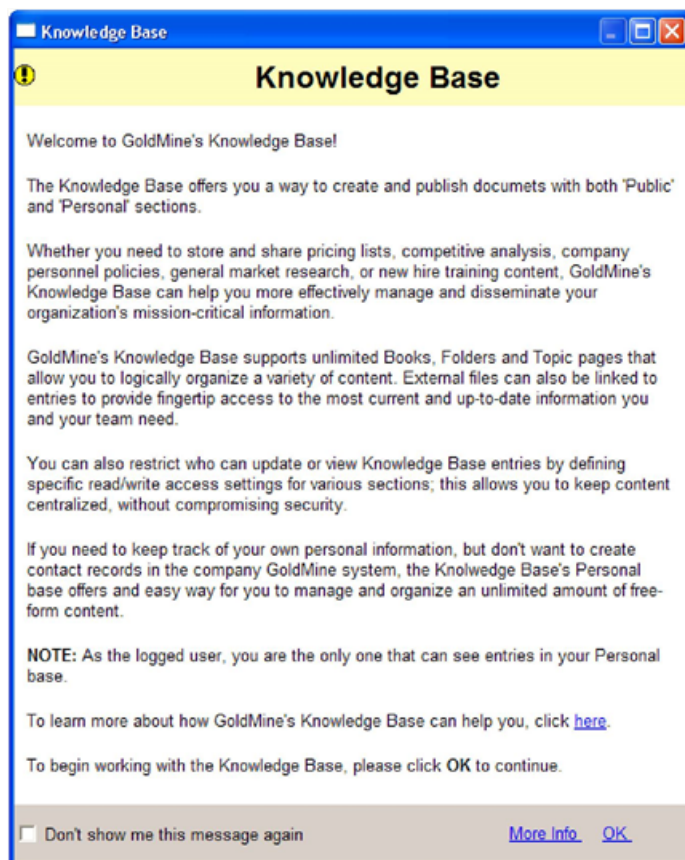 Knowledge Base
Knowledge Base
Welcome to GoldMine's Knowledge Base!
The Knowledge Base offers you a way to create and publish documets with both 'Public'
and 'Personal' sections.
Whether you need to store and share pricing lists, competitive analysis, company
personnel policies, general market research, or new hire training content, GoldMine's
Knowledge Base can help you more effectively manage and disseminate your
organization's mission-critical information.
GoldMine's Knowledge Base supports unlimited Books, Folders and Topic pages that
allow you to logically organize a variety of content. External files can also be linked to
entries to provide fingertip access to the most current and up-to-date information you
and your team need.
You can also restrict who can update or view Knowledge Base entries by defining
specific read/write access settings for various sections; this allows you to keep content
centralized, without compromising security.
If you need to keep track of your own personal information, but don't want to create
contact records in the company GoldMine system, the Knolwedge Base's Personal
base offers and easy way for you to manage and organize an unlimited amount of free-
form content.
NOTE: As the logged user, you are the only one that can see entries in your Personal
base.
To learn more about how GoldMine's Knowledge Base can help you, click here.
To begin working with the Knowledge Base, please click OK to continue.
Don't show me this message again More Info OK